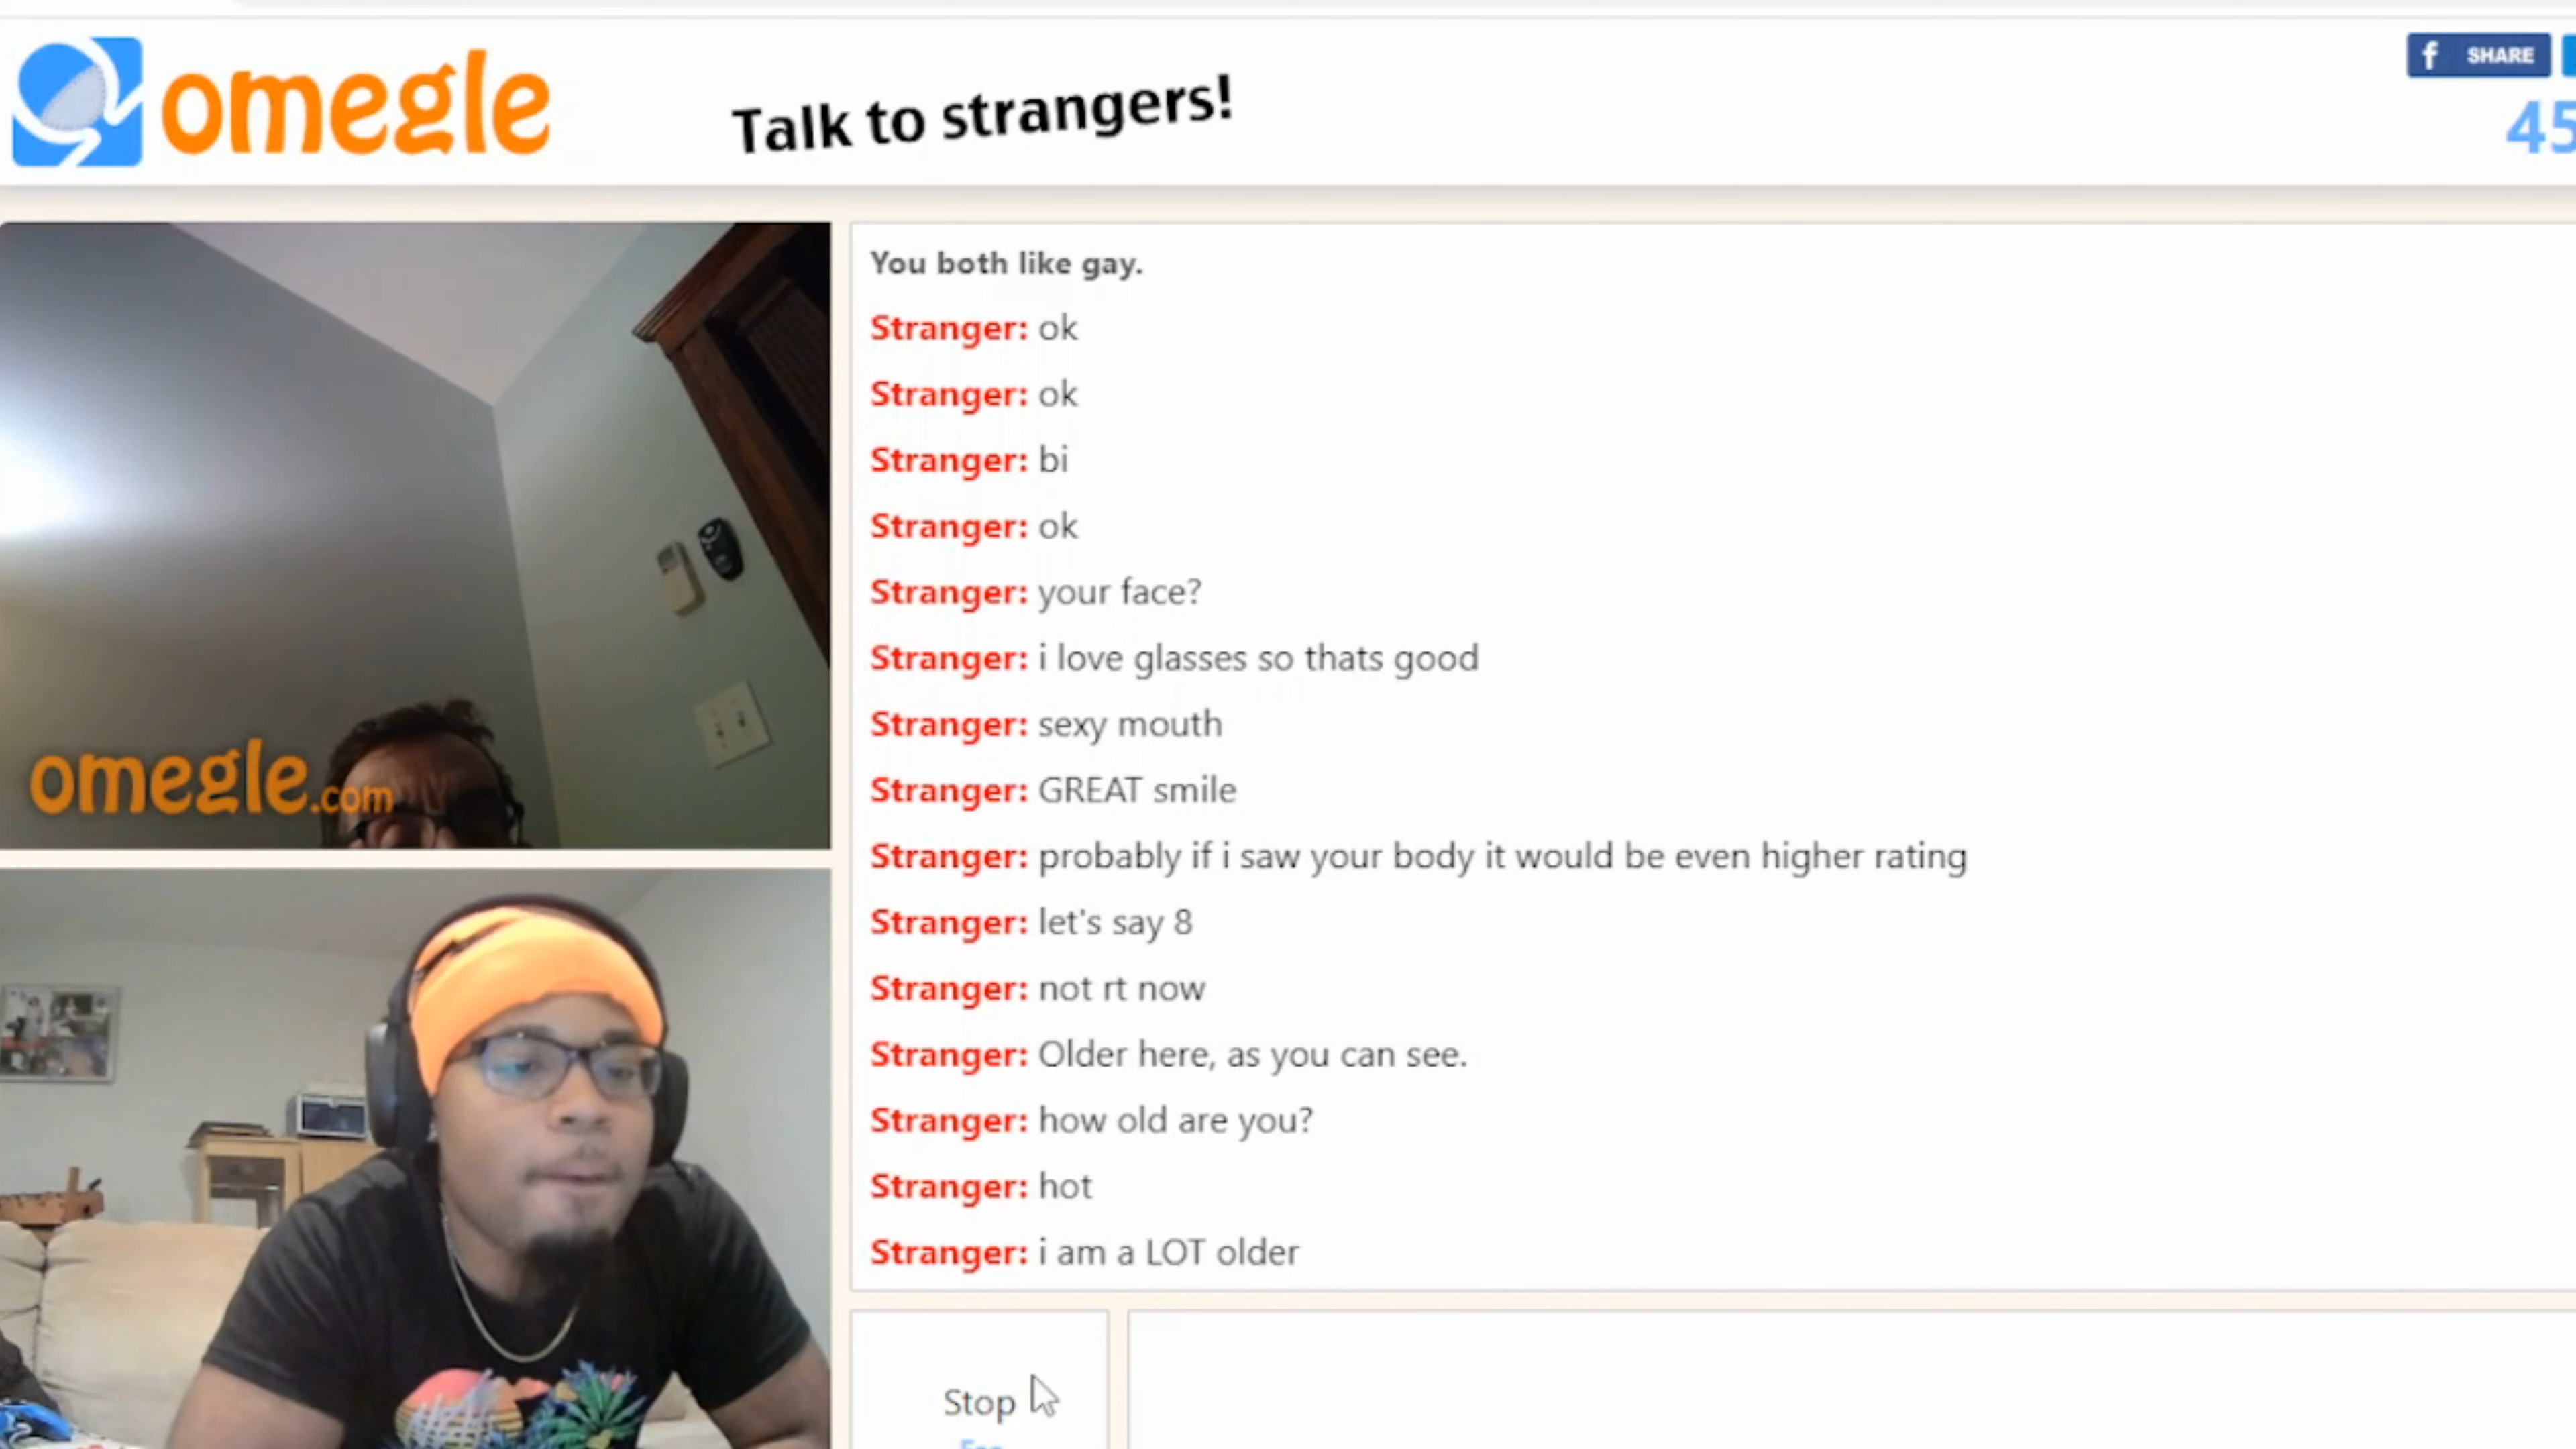 omegle
Talk to strangers!
f SHARE
45
You both like gay.
Stranger: ok
Stranger: ok
Stranger: bi
Stranger: ok
Stranger: your face?
Stranger: i love glasses so thats good
Stranger: sexy mouth
Stranger: GREAT smile
Stranger: probably if i saw your body it would be even higher rating
Stranger: let's say 8
Stranger: not rt now
Stranger: Older here, as you can see.
Stranger: how old are you?
Stranger: hot
Stranger: i am a LOT older
omegle.com
Stop